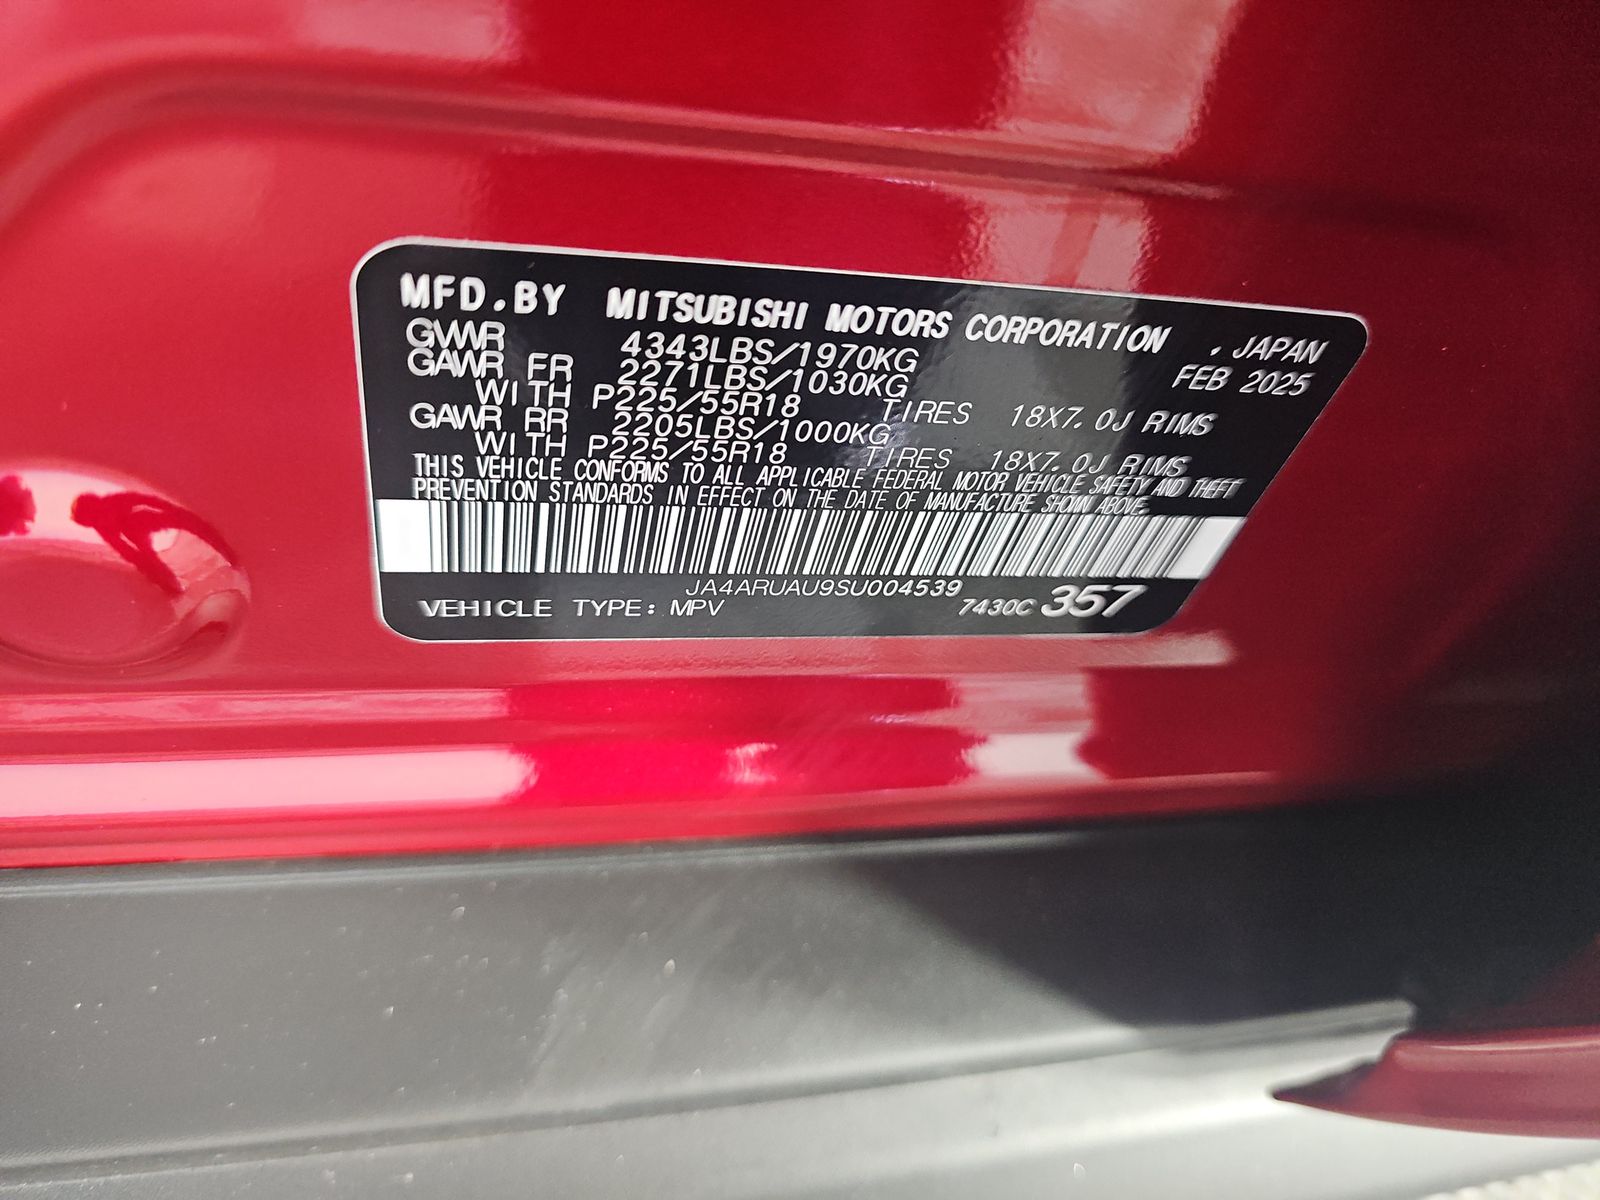 MFD.BY MITSUBISHI MOTORS CORPORATION , JAPAN
GVWR 4343LBS/1970KG FEB 2025
GAWR FR 2271LBS/1030KG
WITH P225/55R18 TIRES 18X7.0J RIMS
GAWR RR 2205LBS/1000KG
WITH P225/55R18 TIRES 18X7.0J RIMS
THIS VEHICLE CONFORMS TO ALL APPLICABLE FEDERAL MOTOR VEHICLE SAFETY AND THEFT
PREVENTION STANDARDS IN EFFECT ON THE DATE OF MANUFACTURE SHOWN ABOVE.
JA4ARUAU9SU004539
VEHICLE TYPE: MPV 7430C 357